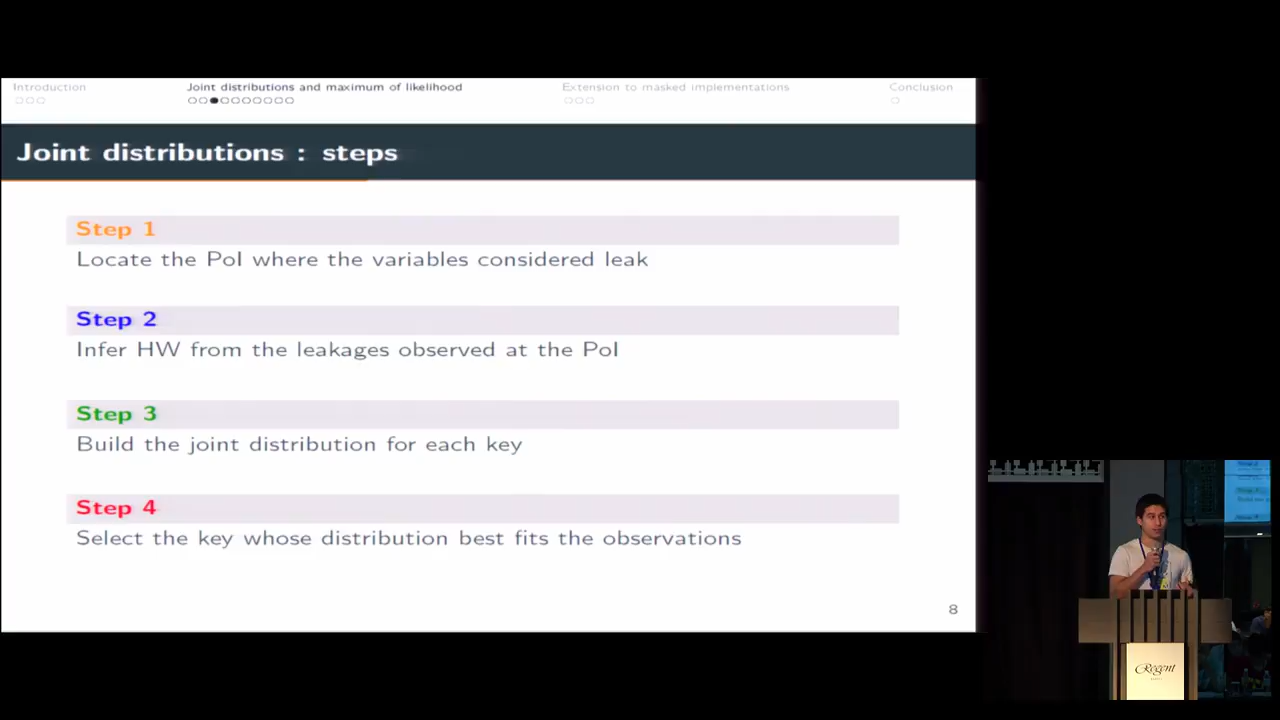 Introduction
Joint distributions and maximum of likelihood
Extension to masked implementations
Conclusion
Joint distributions : steps
Step 1
Locate the PoI where the variables considered leak
Step 2
Infer HW from the leakages observed at the PoI
Step 3
Build the joint distribution for each key
Step 4
Select the key whose distribution best fits the observations
8
Regent